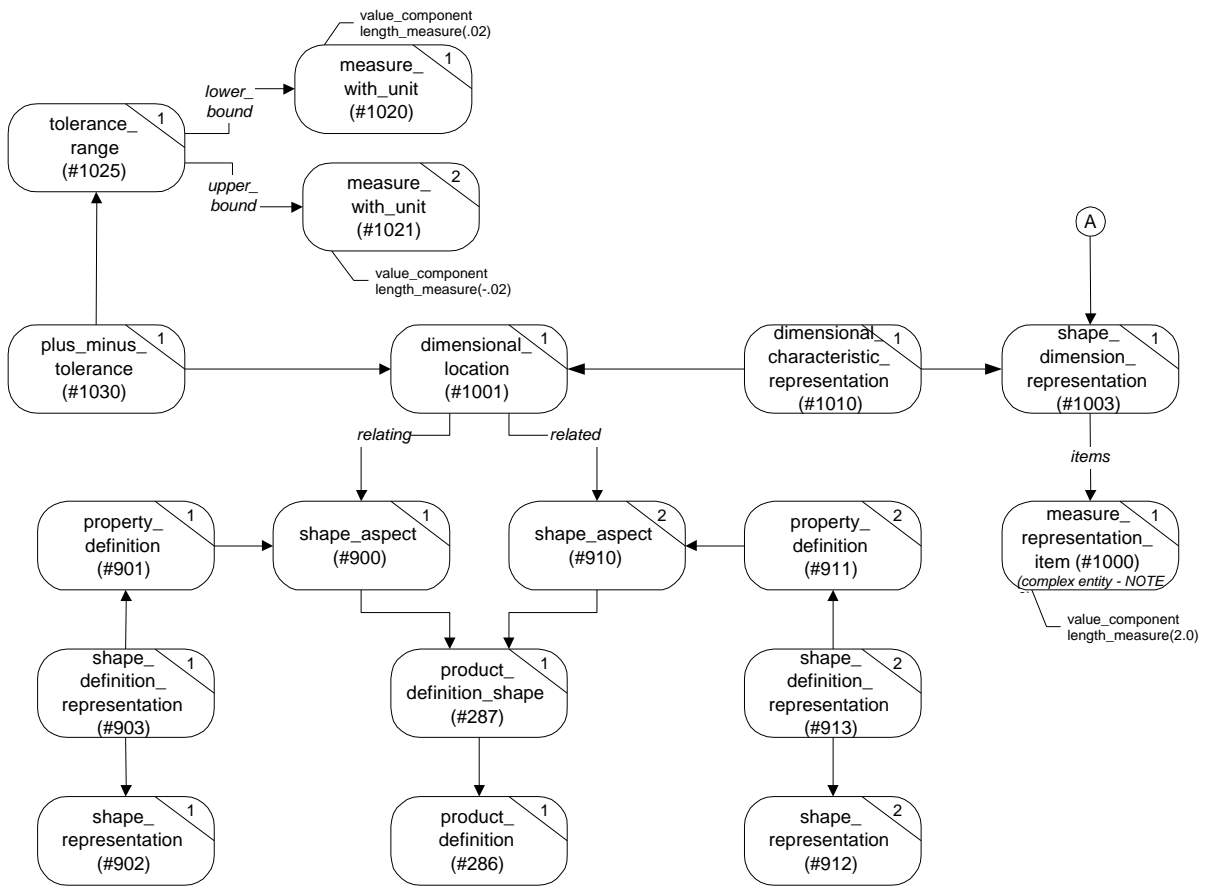 value_component
length_measure(.02)
1
measure_
with_unit
(#1020)
lower_
bound
1
tolerance_
range
(#1025)
upper_
bound
2
measure_
with_unit
(#1021)
value_component
length_measure(-.02)
A
1
plus_minus_
tolerance
(#1030)
1
dimensional_
location
(#1001)
1
dimensional_
characteristic_
representation
(#1010)
1
shape_
dimension_
representation
(#1003)
relating
related
items
1
property_
definition
(#901)
1
shape_aspect
(#900)
2
shape_aspect
(#910)
2
property_
definition
(#911)
1
measure_
representation_
item (#1000)
(complex entity - NOTE
value_component
length_measure(2.0)
1
shape_
definition_
representation
(#903)
1
product_
definition_shape
(#287)
2
shape_
definition_
representation
(#913)
1
shape_
representation
(#902)
1
product_
definition
(#286)
2
shape_
representation
(#912)